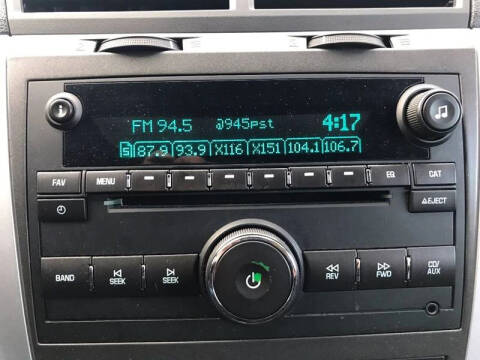 FM 94.5 @945pst 4:17
5 87.9 93.9 X116 X151 104.1 106.7
FAV MENU EQ CAT
EJECT
BAND SEEK SEEK REV FWD CD/AUX